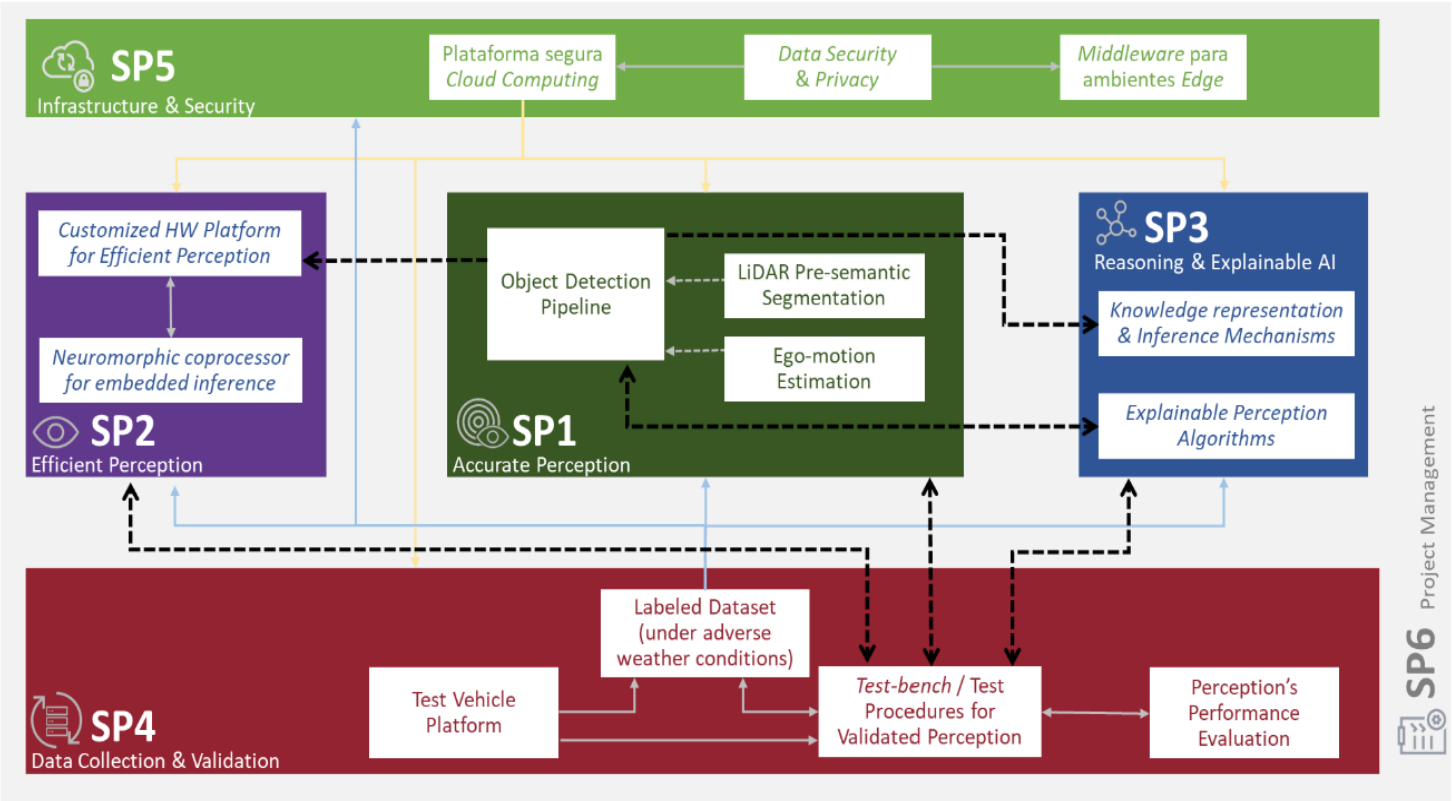 SP5
Infrastructure & Security
Plataforma segura
Cloud Computing
Data Security
& Privacy
Middleware para
ambientes Edge
Customized HW Platform
for Efficient Perception
Neuromorphic coprocessor
for embedded inference
SP2
Efficient Perception
Object Detection
Pipeline
LiDAR Pre-semantic
Segmentation
Ego-motion
Estimation
SP1
Accurate Perception
SP3
Reasoning & Explainable AI
Knowledge representation
& Inference Mechanisms
Explainable Perception
Algorithms
SP4
Data Collection & Validation
Test Vehicle
Platform
Labeled Dataset
(under adverse
weather conditions)
Test-bench / Test
Procedures for
Validated Perception
Perception's
Performance
Evaluation
SP6 Project Management